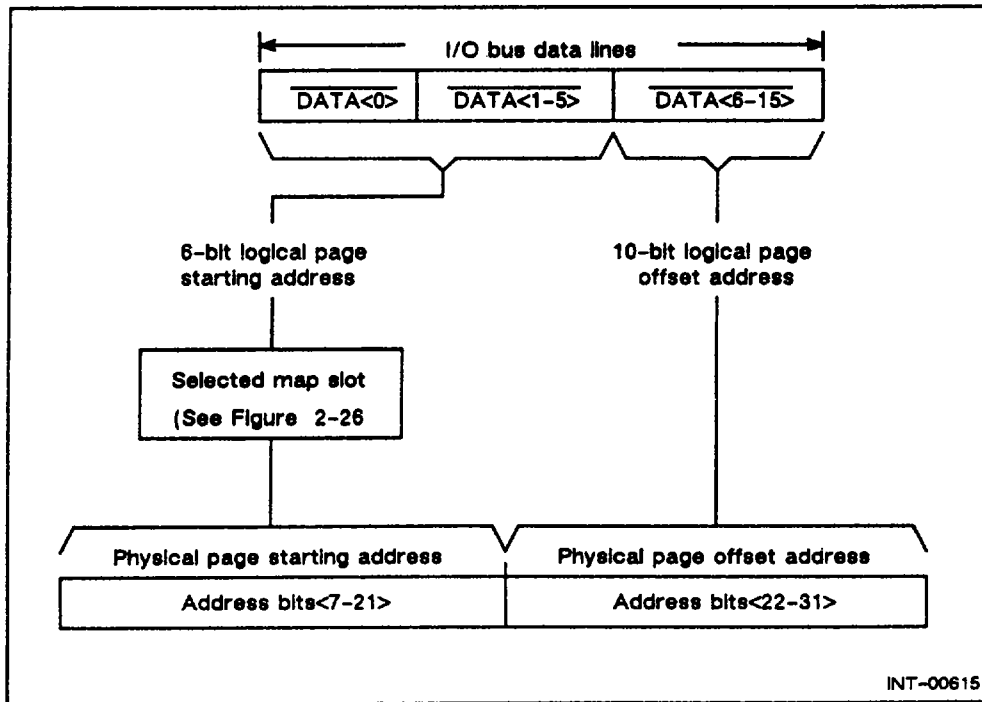 I/O bus data lines
DATA<0> DATA<1-5> DATA<6-15>
6-bit logical page
starting address
10-bit logical page
offset address
Selected map slot
(See Figure 2-26
Physical page starting address Physical page offset address
Address bits<7-21> Address bits<22-31>
INT-00615